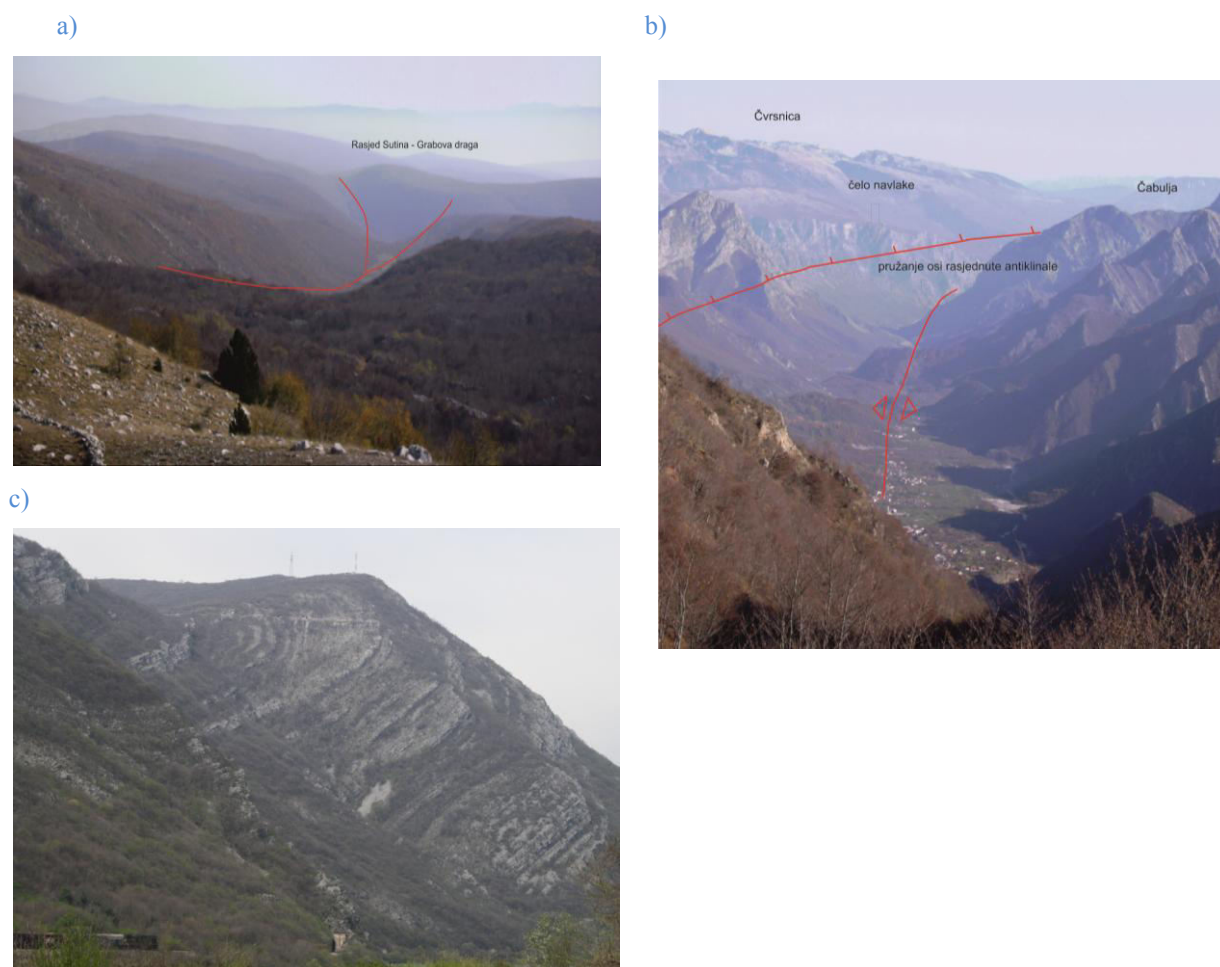 a)
Rasjed Sutina - Grabova draga
b)
Čvrsnica
čelo navlake
Čabulja
pružanje osi rasjednute antiklinale
c)